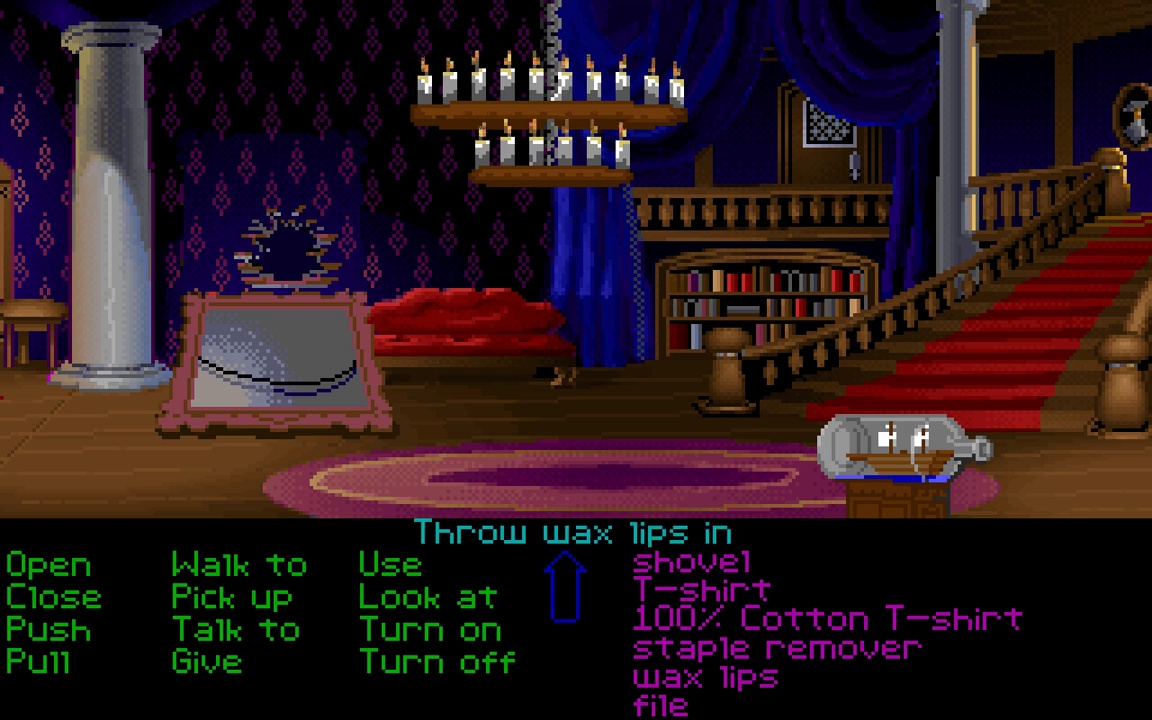 Throw wax lips in
Open Walk to Use
Close Pick up Look at
Push Talk to Turn on
Pull Give Turn off
shovel
T-shirt
100% Cotton T-shirt
staple remover
wax lips
file